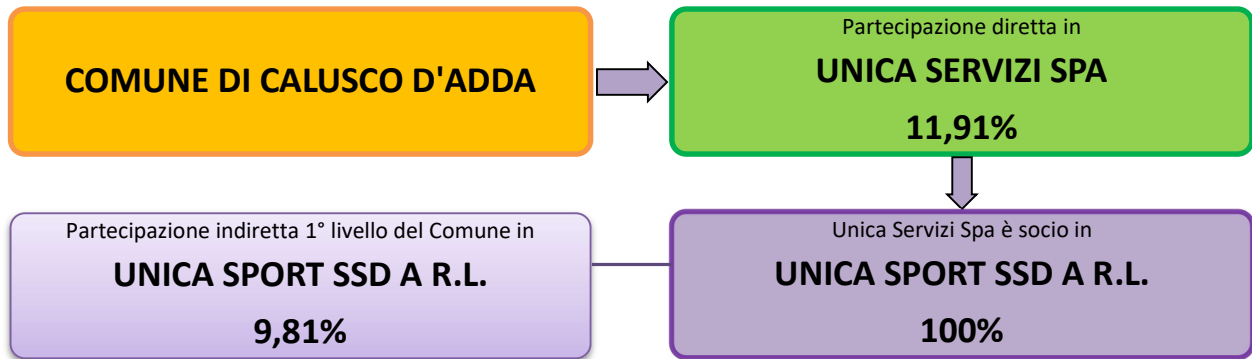 COMUNE DI CALUSCO D'ADDA
Partecipazione diretta in
UNICA SERVIZI SPA
11,91%
Partecipazione indiretta 1° livello del Comune in
UNICA SPORT SSD A R.L.
9,81%
Unica Servizi Spa è socio in
UNICA SPORT SSD A R.L.
100%